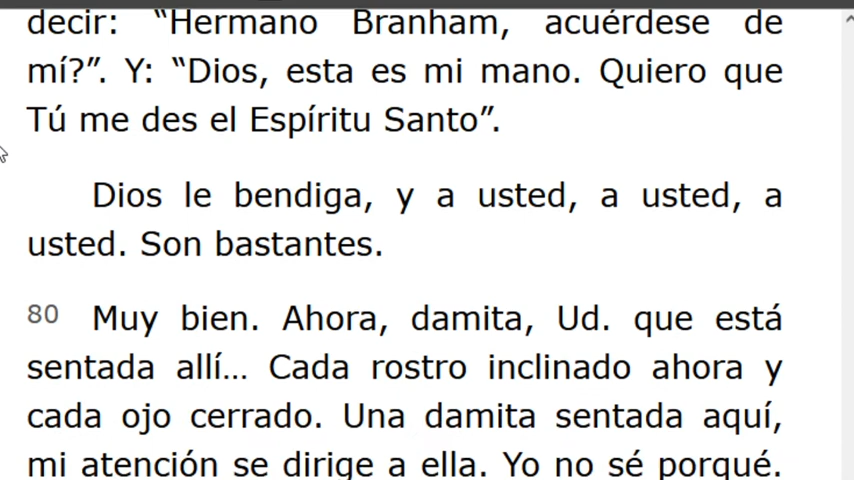 decir: “Hermano Branham, acuérdese de
mí?”. Y: “Dios, esta es mi mano. Quiero que
Tú me des el Espíritu Santo”.
Dios le bendiga, y a usted, a usted, a
usted. Son bastantes.
80 Muy bien. Ahora, damita, Ud. que está
sentada allí… Cada rostro inclinado ahora y
cada ojo cerrado. Una damita sentada aquí,
mi atención se dirige a ella. Yo no sé porqué.